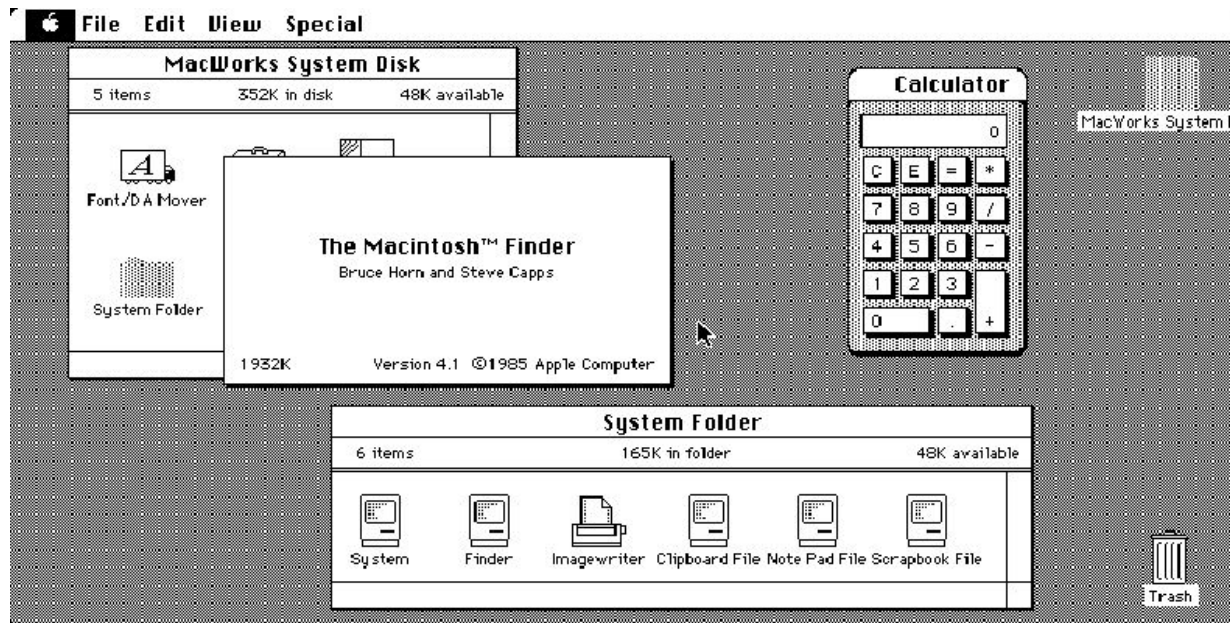 File Edit View Special
MacWorks System Disk
5 items 352K in disk 48K available
Font/DA Mover
System Folder
The Macintosh™ Finder
Bruce Horn and Steve Capps
1932K Version 4.1 ©1985 Apple Computer
Calculator
0
C E = *
7 8 9 /
4 5 6 -
1 2 3
0 . +
MacWorks System
System Folder
6 items 165K in folder 48K available
System Finder Imagewriter Clipboard File Note Pad File Scrapbook File
Trash